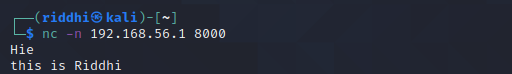 ┌──(riddhi㉿kali)-[~]
└─$ nc -n 192.168.56.1 8000
Hie
this is Riddhi